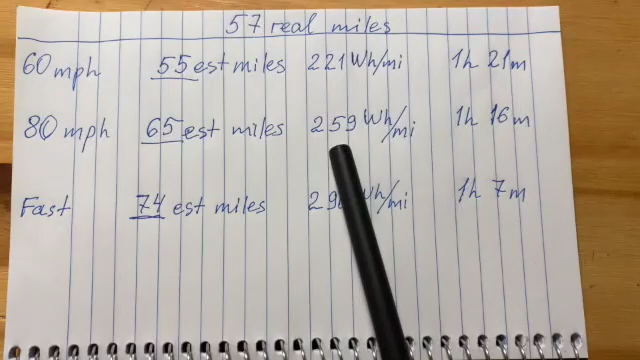 57 real miles
60 mph 55 est miles 221 Wh/mi 1h 21m
80 mph 65 est miles 259 Wh/mi 1h 16m
Fast 74 est miles Wh/mi 1h 7m